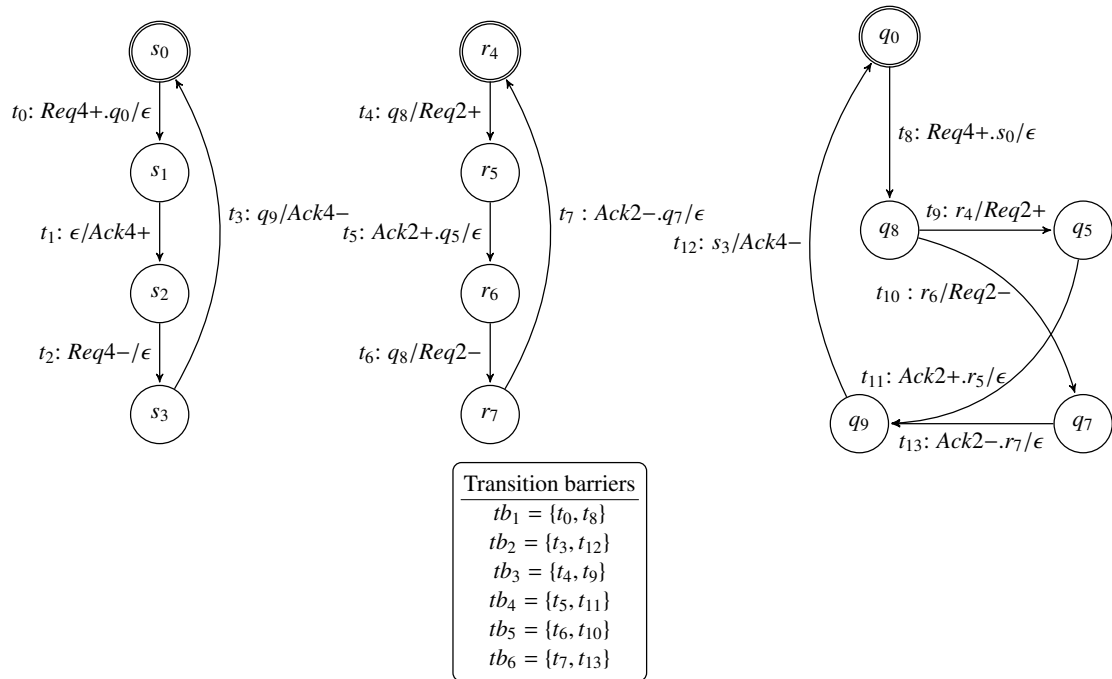 s0
r4
q0
t0: Req4+.q0/ϵ
t4: q8/Req2+
t8: Req4+.s0/ϵ
s1
r5
t3: q9/Ack4−
t7 : Ack2−.q7/ϵ
t9: r4/Req2+
t1: ϵ/Ack4+
t5: Ack2+.q5/ϵ
t12: s3/Ack4−
q8
q5
s2
r6
t10 : r6/Req2−
t2: Req4−/ϵ
t6: q8/Req2−
t11: Ack2+.r5/ϵ
s3
r7
q9
q7
t13: Ack2−.r7/ϵ
Transition barriers
tb1 = {t0, t8}
tb2 = {t3, t12}
tb3 = {t4, t9}
tb4 = {t5, t11}
tb5 = {t6, t10}
tb6 = {t7, t13}